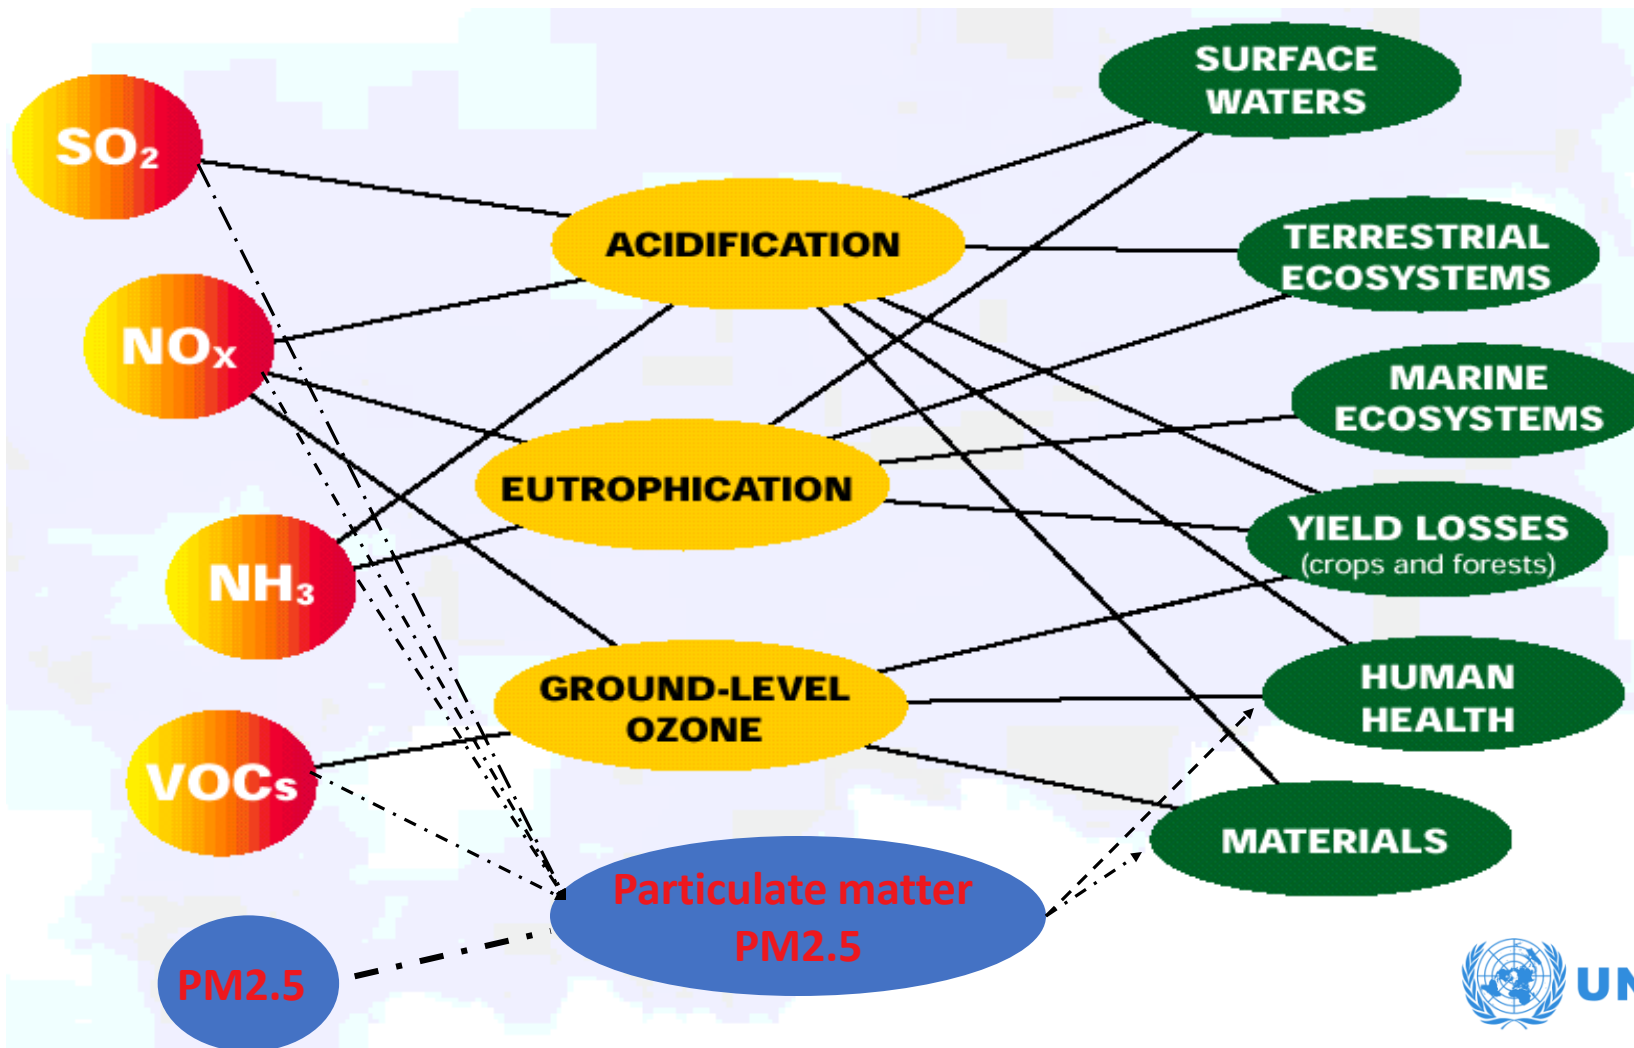 SO₂
NOₓ
NH₃
VOCs
PM2.5
ACIDIFICATION
EUTROPHICATION
GROUND-LEVEL
OZONE
Particulate matter
PM2.5
SURFACE
WATERS
TERRESTRIAL
ECOSYSTEMS
MARINE
ECOSYSTEMS
YIELD LOSSES
(crops and forests)
HUMAN
HEALTH
MATERIALS
UN